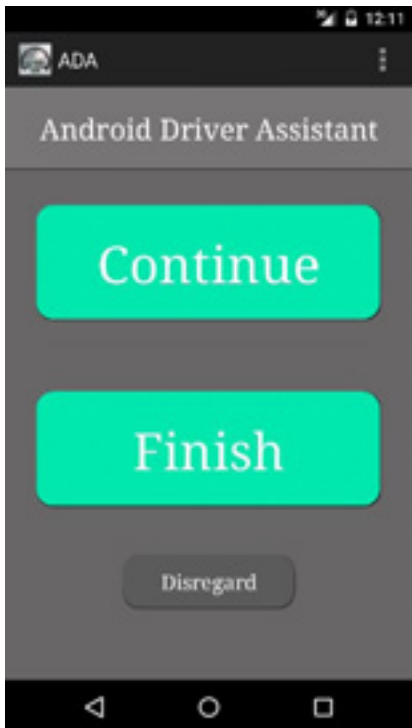 12:11
ADA
Android Driver Assistant
Continue
Finish
Disregard